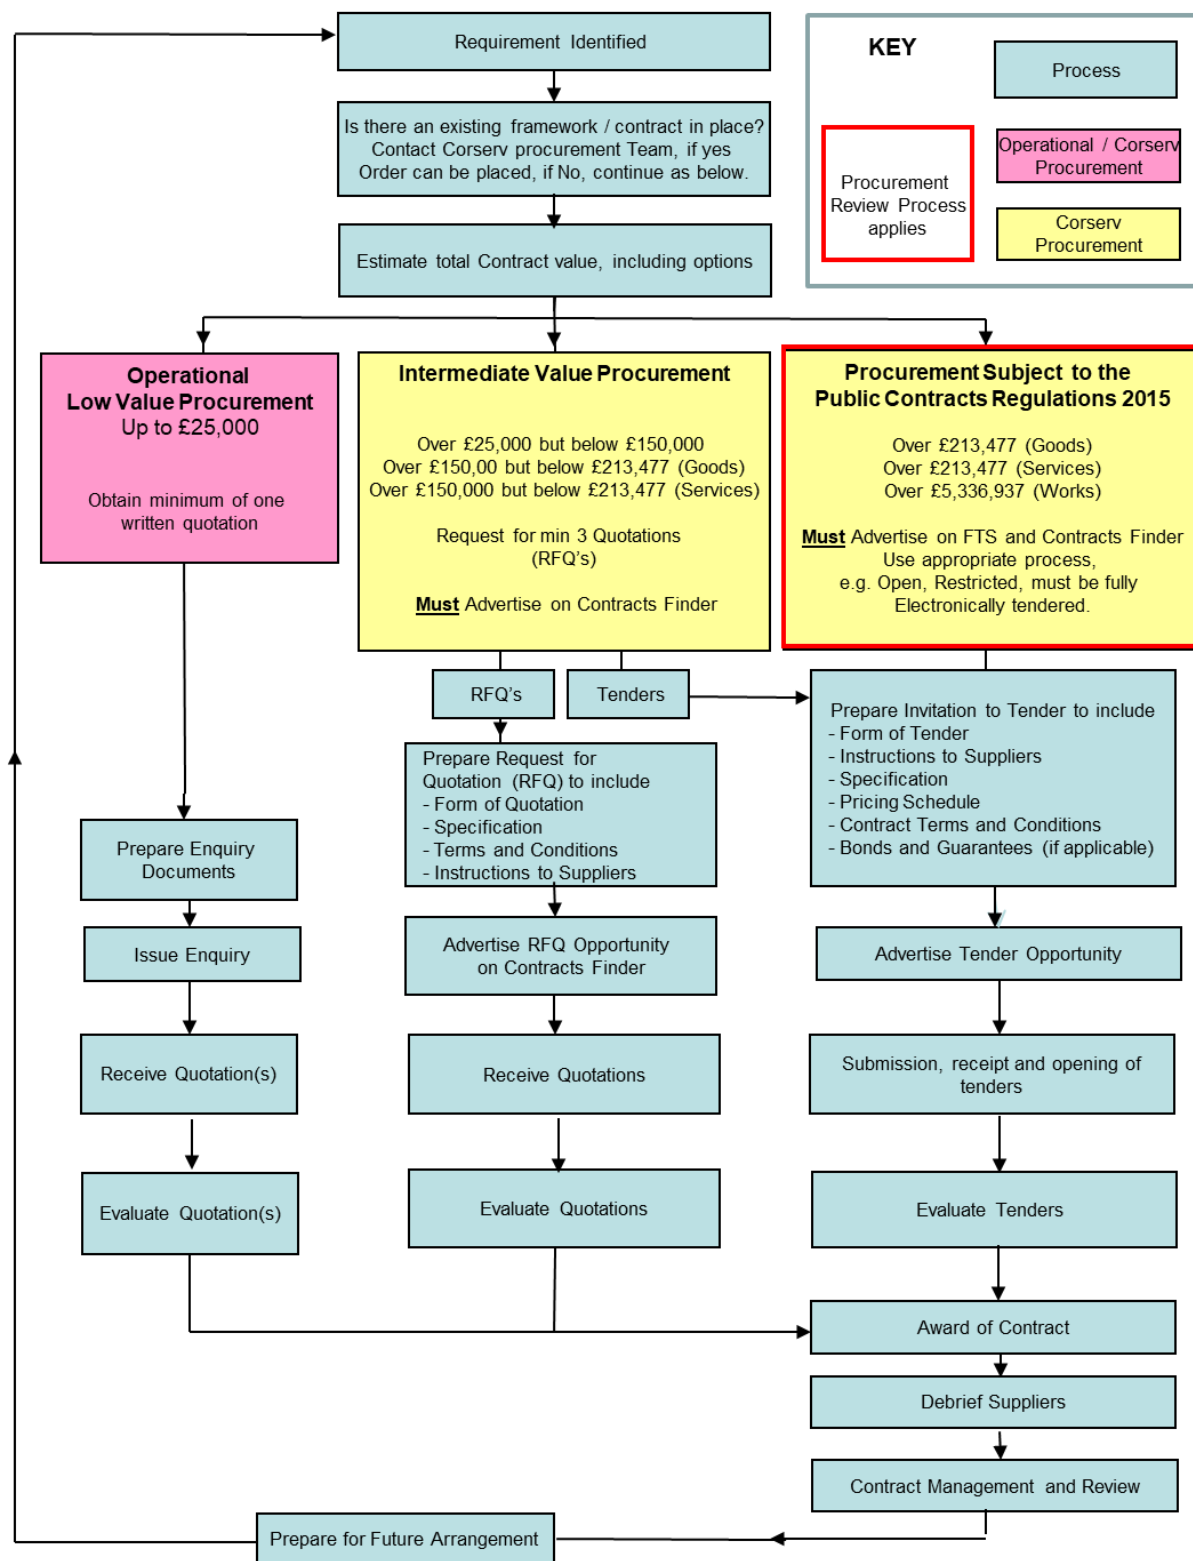 Requirement Identified
KEY
Process
Operational / Corserv
Procurement
Corserv
Procurement
Procurement
Review Process
applies
Is there an existing framework / contract in place?
Contact Corserv procurement Team, if yes
Order can be placed, if No, continue as below.
Estimate total Contract value, including options
Operational
Low Value Procurement
Up to £25,000
Obtain minimum of one
written quotation
Intermediate Value Procurement
Over £25,000 but below £150,000
Over £150,00 but below £213,477 (Goods)
Over £150,000 but below £213,477 (Services)
Request for min 3 Quotations
(RFQ's)
Must Advertise on Contracts Finder
Procurement Subject to the
Public Contracts Regulations 2015
Over £213,477 (Goods)
Over £213,477 (Services)
Over £5,336,937 (Works)
Must Advertise on FTS and Contracts Finder
Use appropriate process,
e.g. Open, Restricted, must be fully
Electronically tendered.
RFQ's
Tenders
Prepare Enquiry
Documents
Issue Enquiry
Receive Quotation(s)
Evaluate Quotation(s)
Prepare Request for
Quotation (RFQ) to include
- Form of Quotation
- Specification
- Terms and Conditions
- Instructions to Suppliers
Advertise RFQ Opportunity
on Contracts Finder
Receive Quotations
Evaluate Quotations
Prepare Invitation to Tender to include
- Form of Tender
- Instructions to Suppliers
- Specification
- Pricing Schedule
- Contract Terms and Conditions
- Bonds and Guarantees (if applicable)
Advertise Tender Opportunity
Submission, receipt and opening of
tenders
Evaluate Tenders
Award of Contract
Debrief Suppliers
Contract Management and Review
Prepare for Future Arrangement